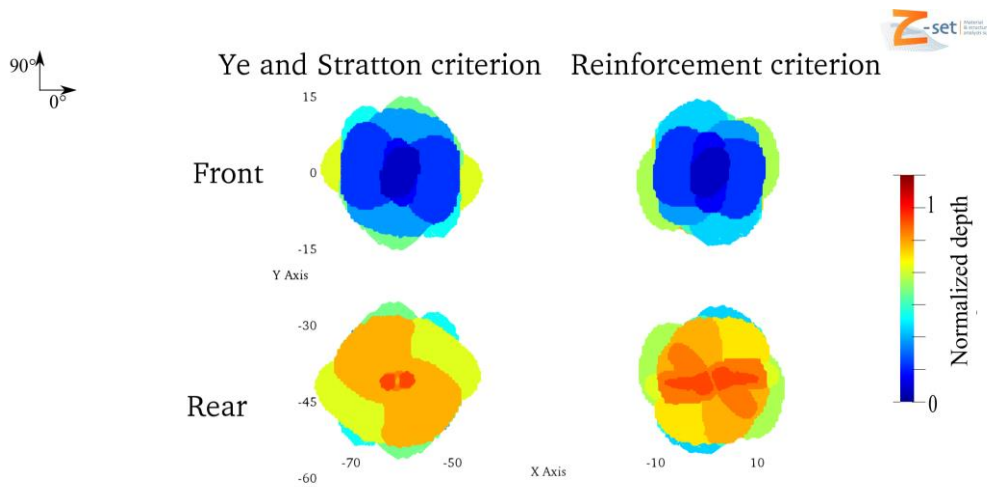 Z-set
90°
0°
Ye and Stratton criterion Reinforcement criterion
Front
Rear
15
0
-15
Y Axis
-30
-45
-60
-70
-50
X Axis
-10
10
1
0
Normalized depth